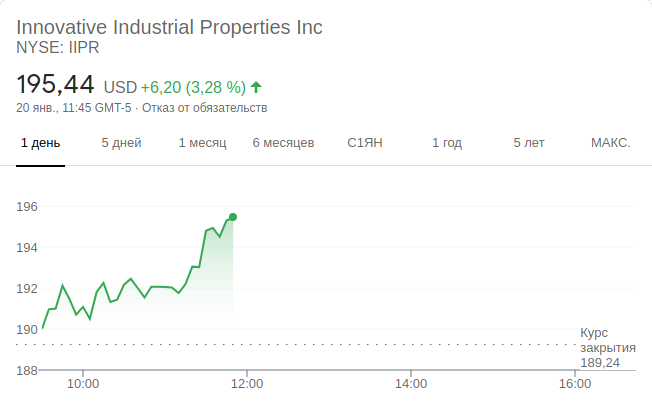 Innovative Industrial Properties Inc
NYSE: IIPR
195,44 USD +6,20 (3,28 %)
20 янв., 11:45 GMT-5 · Отказ от обязательств
1 день 5 дней 1 месяц 6 месяцев С1ЯН 1 год 5 лет МАКС.
196
194
192
190
Курс
закрытия
189,24
188
10:00 12:00 14:00 16:00